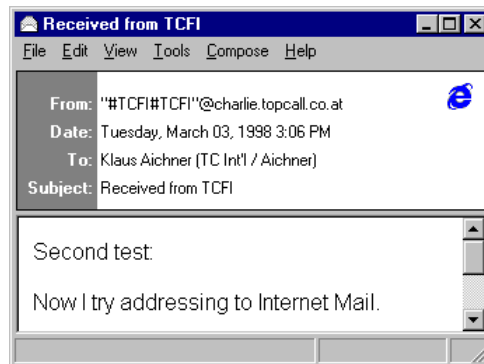 Received from TCFI
File Edit View Tools Compose Help
From: "#TCFI#TCFI"@charlie.topcall.co.at
Date: Tuesday, March 03, 1998 3:06 PM
To: Klaus Aichner (TC Int'l / Aichner)
Subject: Received from TCFI
Second test:
Now I try addressing to Internet Mail.